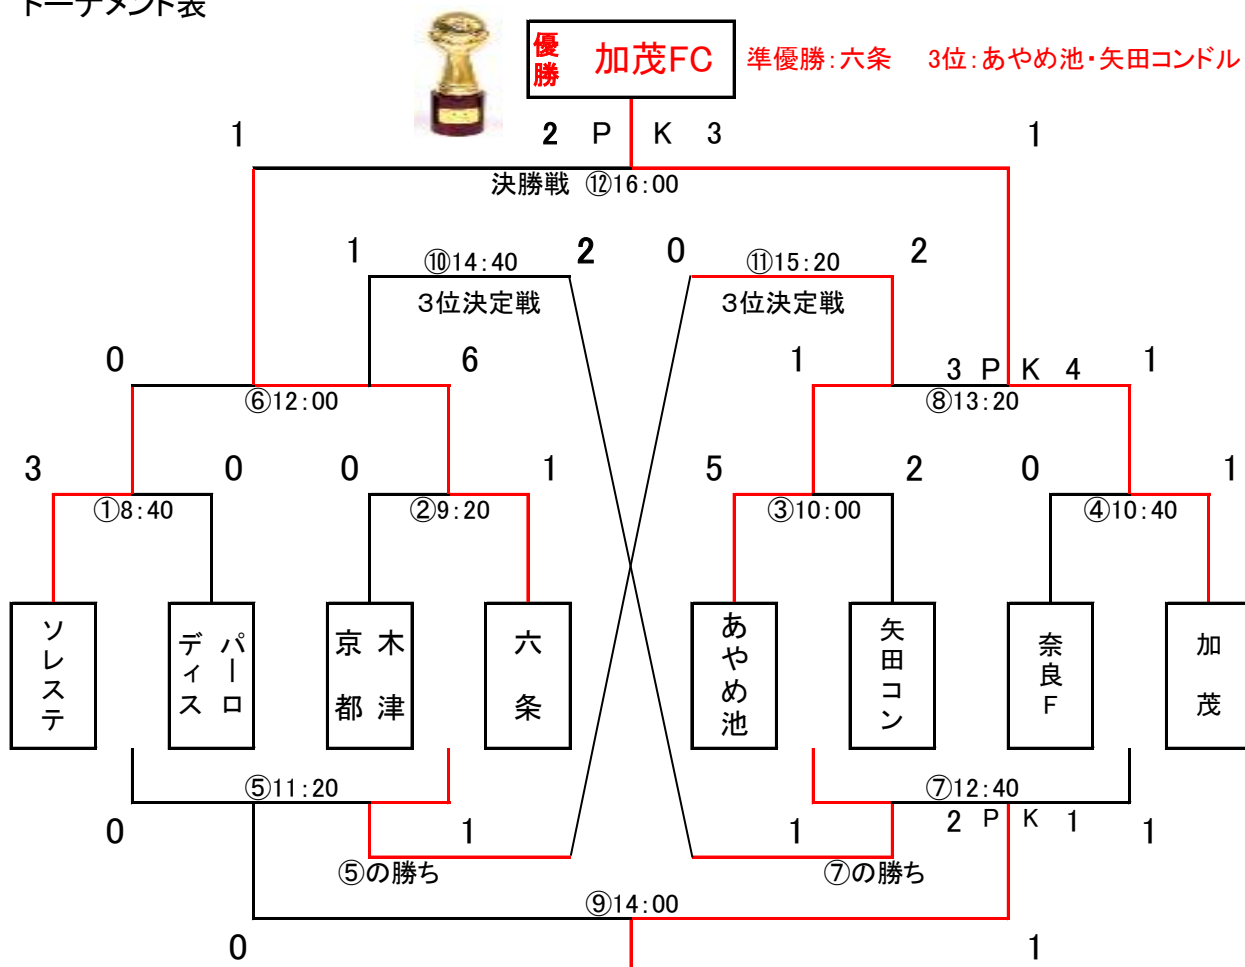 トーナメント表
優勝 加茂FC 準優勝:六条 3位:あやめ池・矢田コンドル
1 2 P K 3 1
決勝戦 ⑫16:00
1 ⑩14:40 2 0 ⑪15:20 2
3位決定戦 3位決定戦
0 6 1 3 P K 4 1
⑥12:00 ⑧13:20
3 0 0 1 5 2 0 1
①8:40 ②9:20 ③10:00 ④10:40
ソレステ
パーロディス
木津京都
六条
あやめ池
矢田コン
奈良F
加茂
⑤11:20 ⑦12:40
0 1 1 2 P K 1 1
⑤の勝ち ⑦の勝ち
⑨14:00
0 1